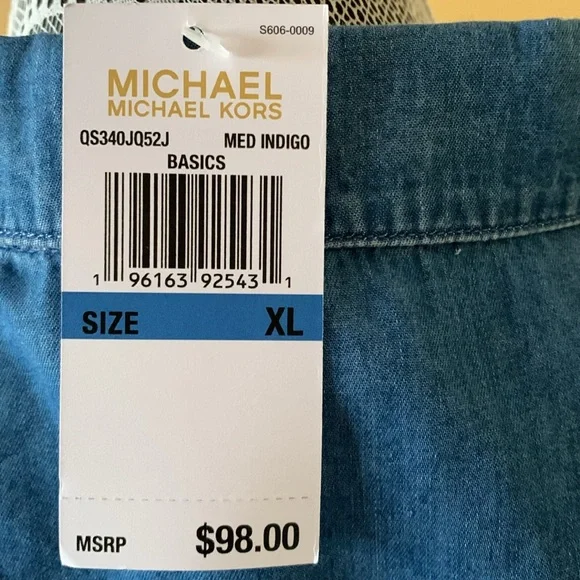 S606-0009
MICHAEL
MICHAEL KORS
QS340JQ52J MED INDIGO
BASICS
1 96163 92543 1
SIZE XL
MSRP $98.00